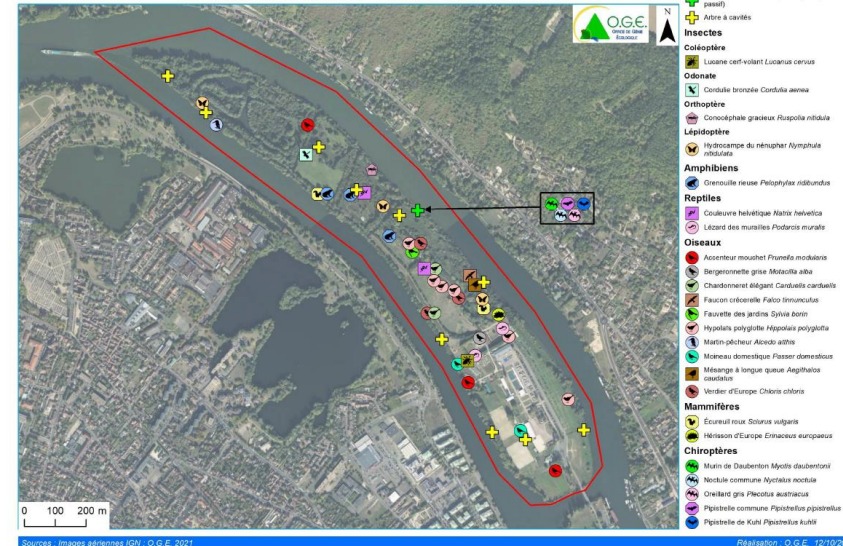 passif)
Arbre à cavités
Insectes
Coléoptère
Lucane cerf-volant Lucanus cervus
Odonate
Cordulie bronzée Cordulia aenea
Orthoptère
Conocéphale gracieux Ruspolia nitidula
Lépidoptère
Hydrocampe du nénuphar Nymphula
nitidulata
Amphibiens
Grenouille rieuse Pelophylax ridibundus
Reptiles
Couleuvre helvétique Natrix helvetica
Lézard des murailles Podarcis muralis
Oiseaux
Accenteur mouchet Prunella modularis
Bergeronnette grise Motacilla alba
Chardonneret élégant Carduelis carduelis
Faucon crécerelle Falco tinnunculus
Fauvette des jardins Sylvia borin
Hypolaïs polyglotte Hippolais polyglotta
Martin-pêcheur Alcedo atthis
Moineau domestique Passer domesticus
Mésange à longue queue Aegithalos
caudatus
Verdier d'Europe Chloris chloris
Mammifères
Écureuil roux Sciurus vulgaris
Hérisson d'Europe Erinaceus europaeus
Chiroptères
Murin de Daubenton Myotis daubentonii
Noctule commune Nyctalus noctula
Oreillard gris Plecotus austriacus
Pipistrelle commune Pipistrellus pipistrellus
Pipistrelle de Kuhl Pipistrellus kuhlii
O.G.E.
OFFICE DE GÉNIE
ÉCOLOGIQUE
N
0 100 200 m
Sources : Images aériennes IGN ; O.G.E. 2021
Réalisation : O.G.E. 12/10/2